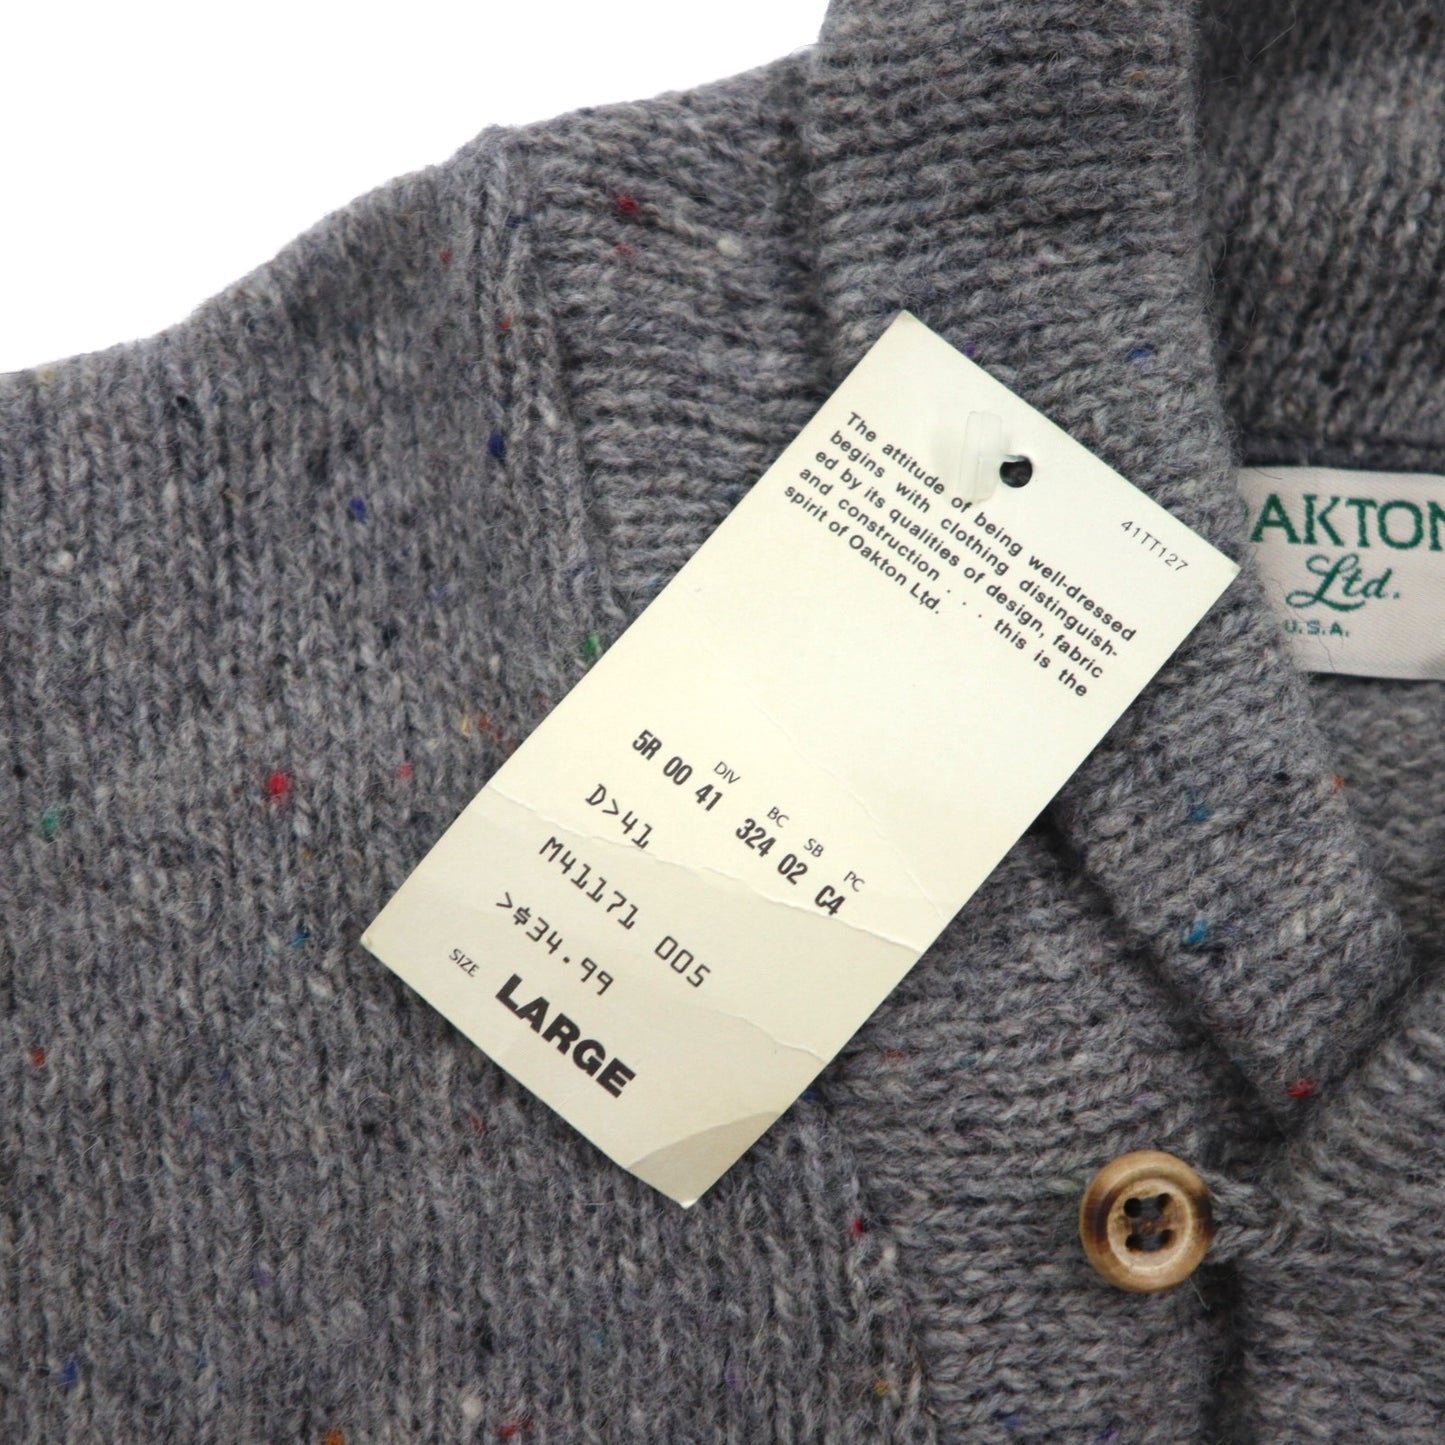 41TT127
The attitude of being well-dressed
begins with clothing distinguish-
ed by its qualities of design, fabric
and construction . . . this is the
spirit of Oakton Ltd.
DIV BC SB PC
5R 00 41 324 02 C4
D>41
M41171 005
>$34.99
SIZE LARGE
OAKTON
Ltd.
U.S.A.